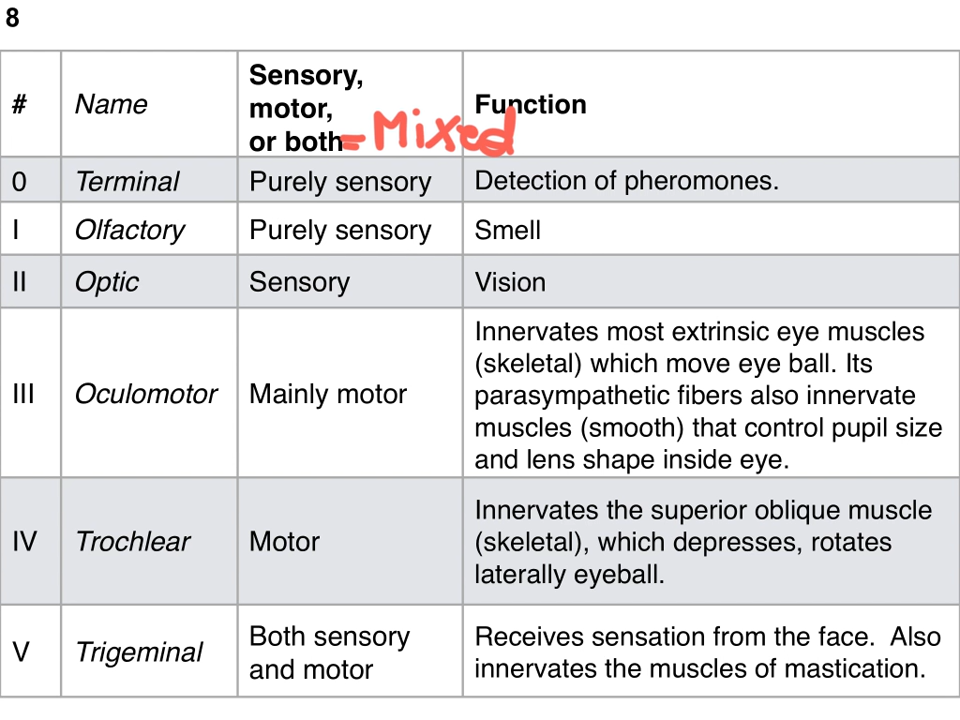 8
# Name Sensory,
motor,
or both = Mixed Function
0 Terminal Purely sensory Detection of pheromones.
I Olfactory Purely sensory Smell
II Optic Sensory Vision
III Oculomotor Mainly motor Innervates most extrinsic eye muscles
(skeletal) which move eye ball. Its
parasympathetic fibers also innervate
muscles (smooth) that control pupil size
and lens shape inside eye.
IV Trochlear Motor Innervates the superior oblique muscle
(skeletal), which depresses, rotates
laterally eyeball.
V Trigeminal Both sensory
and motor Receives sensation from the face. Also
innervates the muscles of mastication.